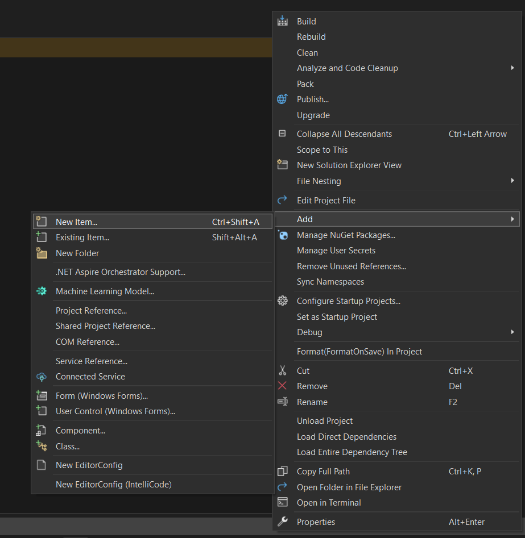 Build
Rebuild
Clean
Analyze and Code Cleanup
Pack
Publish...
Upgrade
Collapse All Descendants Ctrl+Left Arrow
Scope to This
New Solution Explorer View
File Nesting
Edit Project File
Add
Manage NuGet Packages...
Manage User Secrets
Remove Unused References...
Sync Namespaces
Configure Startup Projects...
Set as Startup Project
Debug
Format(FormatOnSave) In Project
Cut Ctrl+X
Remove Del
Rename F2
Unload Project
Load Direct Dependencies
Load Entire Dependency Tree
Copy Full Path Ctrl+K, P
Open Folder in File Explorer
Open in Terminal
Properties Alt+Enter
New Item... Ctrl+Shift+A
Existing Item... Shift+Alt+A
New Folder
.NET Aspire Orchestrator Support...
Machine Learning Model...
Project Reference...
Shared Project Reference...
COM Reference...
Service Reference...
Connected Service
Form (Windows Forms)...
User Control (Windows Forms)...
Component...
Class...
New EditorConfig
New EditorConfig (IntelliCode)